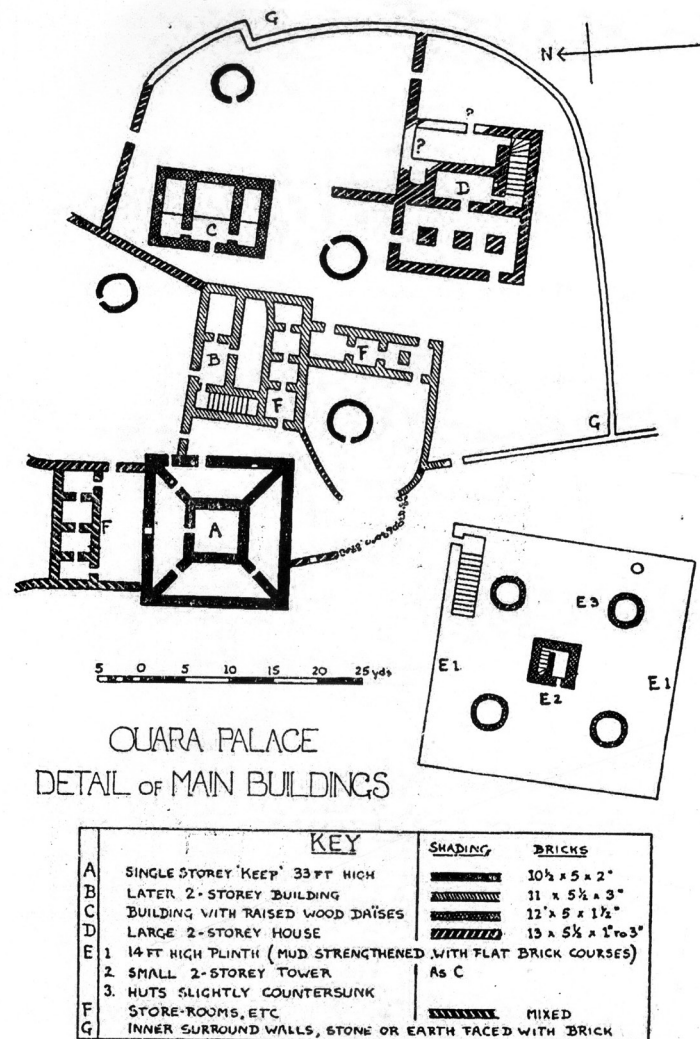 G
N
?
?
D
C
B
F
F
G
F
A
E3
E1
E2
E1
5 0 5 10 15 20 25 yds
OUARA PALACE
DETAIL OF MAIN BUILDINGS
KEY SHADING BRICKS
A SINGLE STOREY 'KEEP' 33 FT HIGH 10½ x 5 x 2"
B LATER 2-STOREY BUILDING 11 x 5½ x 3"
C BUILDING WITH RAISED WOOD DAÏSES 12" x 5 x 1½"
D LARGE 2-STOREY HOUSE 13 x 5½ x 1" TO 3"
E 1 14 FT HIGH PLINTH (MUD STRENGTHENED WITH FLAT BRICK COURSES)
2 SMALL 2-STOREY TOWER AS C
3. HUTS SLIGHTLY COUNTERSUNK
F STORE-ROOMS, ETC MIXED
G INNER SURROUND WALLS, STONE OR EARTH FACED WITH BRICK